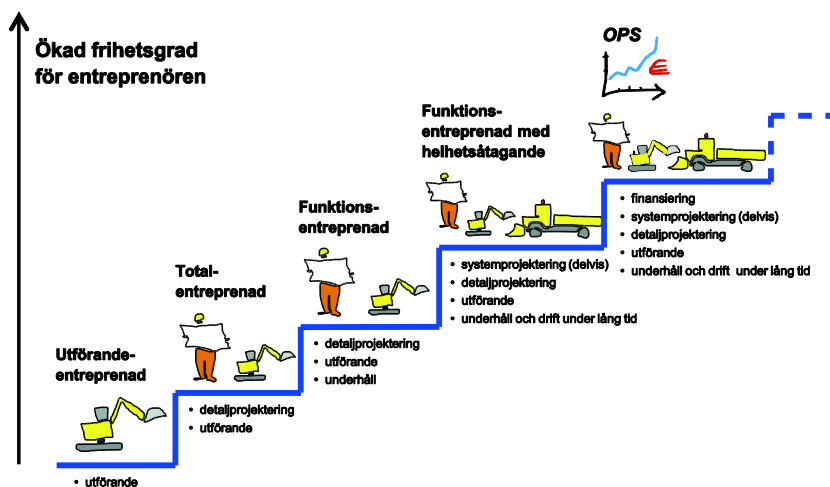 Ökad frihetsgrad
för entreprenören
OPS
€
Funktions-
entreprenad med
helhetsåtagande
Funktions-
entreprenad
Total-
entreprenad
Utförande-
entreprenad
• finansiering
• systemprojektering (delvis)
• detaljprojektering
• utförande
• underhåll och drift under lång tid
• systemprojektering (delvis)
• detaljprojektering
• utförande
• underhåll och drift under lång tid
• detaljprojektering
• utförande
• underhåll
• detaljprojektering
• utförande
• utförande